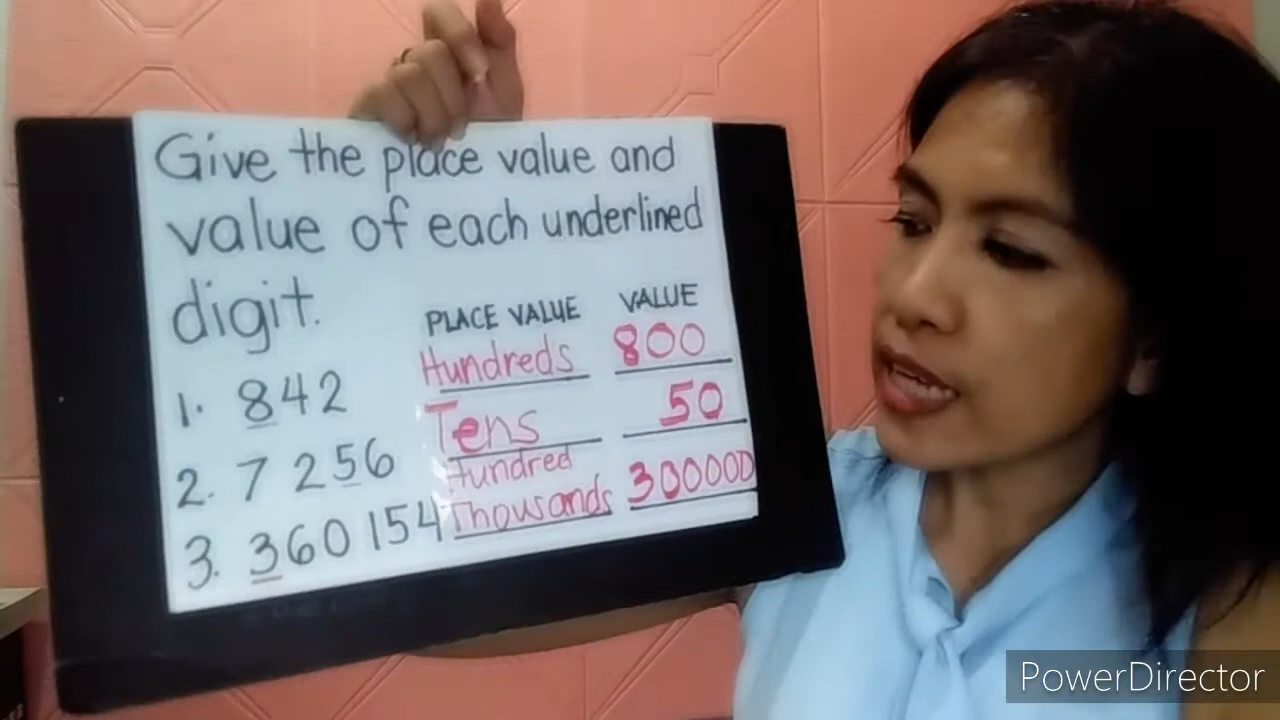 Give the place value and
value of each underlined
digit.
PLACE VALUE VALUE
1. 842 Hundreds 800
2. 7 256 Tens 50
3. 360 154 Hundred
Thousands 300000
PowerDirector